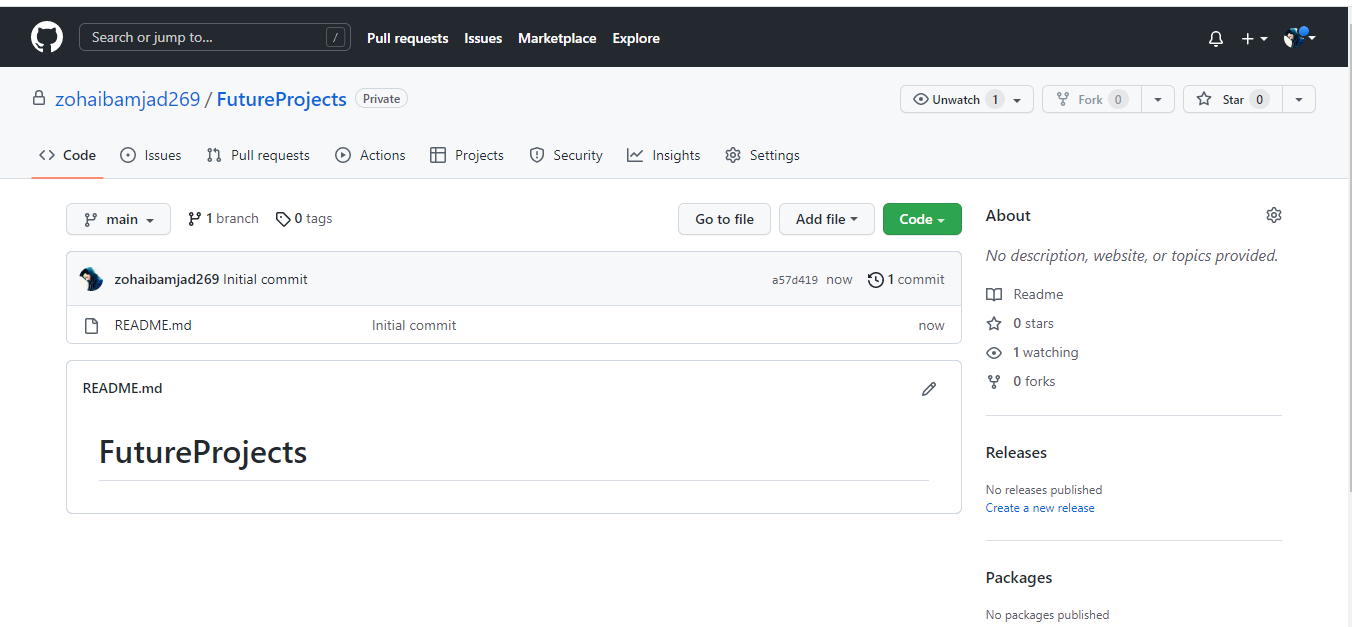 Search or jump to... /
Pull requests Issues Marketplace Explore
zohaibamjad269 / FutureProjects Private
Unwatch 1 Fork 0 Star 0
Code Issues Pull requests Actions Projects Security Insights Settings
main 1 branch 0 tags
Go to file Add file Code
zohaibamjad269 Initial commit a57d419 now 1 commit
README.md Initial commit now
README.md
FutureProjects
About
No description, website, or topics provided.
Readme
0 stars
1 watching
0 forks
Releases
No releases published
Create a new release
Packages
No packages published